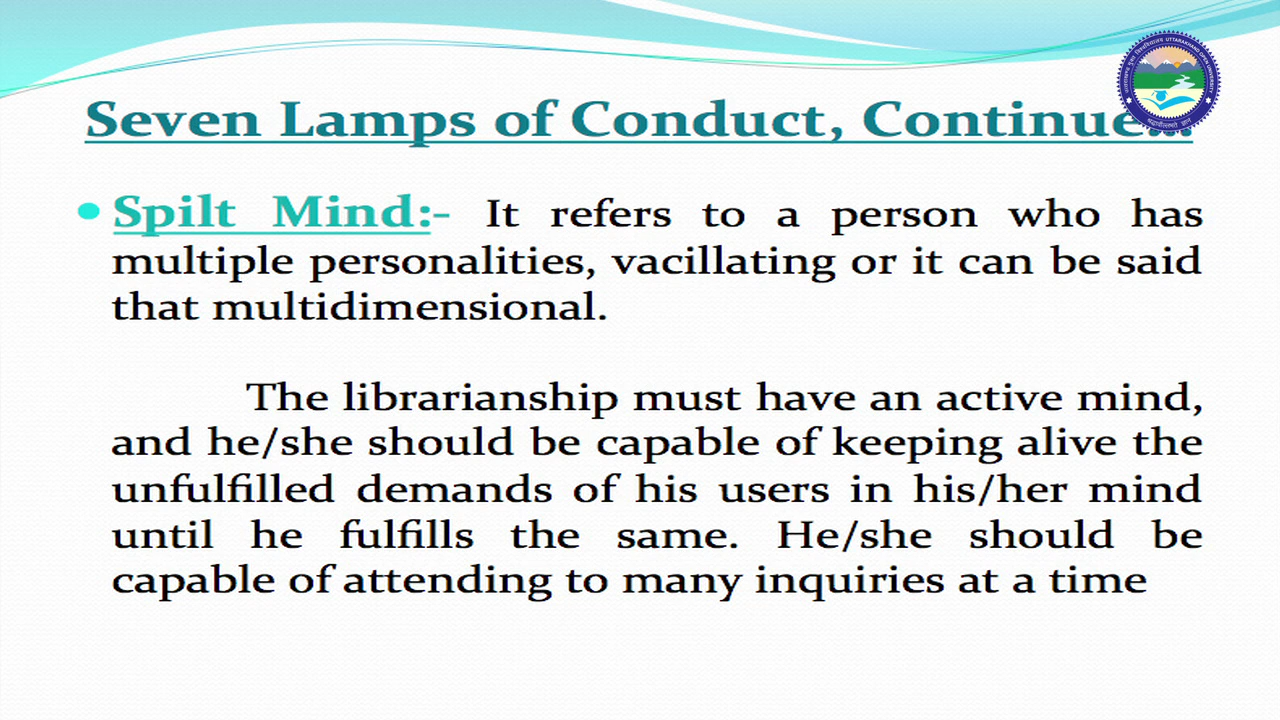 Seven Lamps of Conduct, Continue...
• Spilt Mind:- It refers to a person who has
multiple personalities, vacillating or it can be said
that multidimensional.
The librarianship must have an active mind,
and he/she should be capable of keeping alive the
unfulfilled demands of his users in his/her mind
until he fulfills the same. He/she should be
capable of attending to many inquiries at a time
UTTARAKHAND OPEN UNIVERSITY